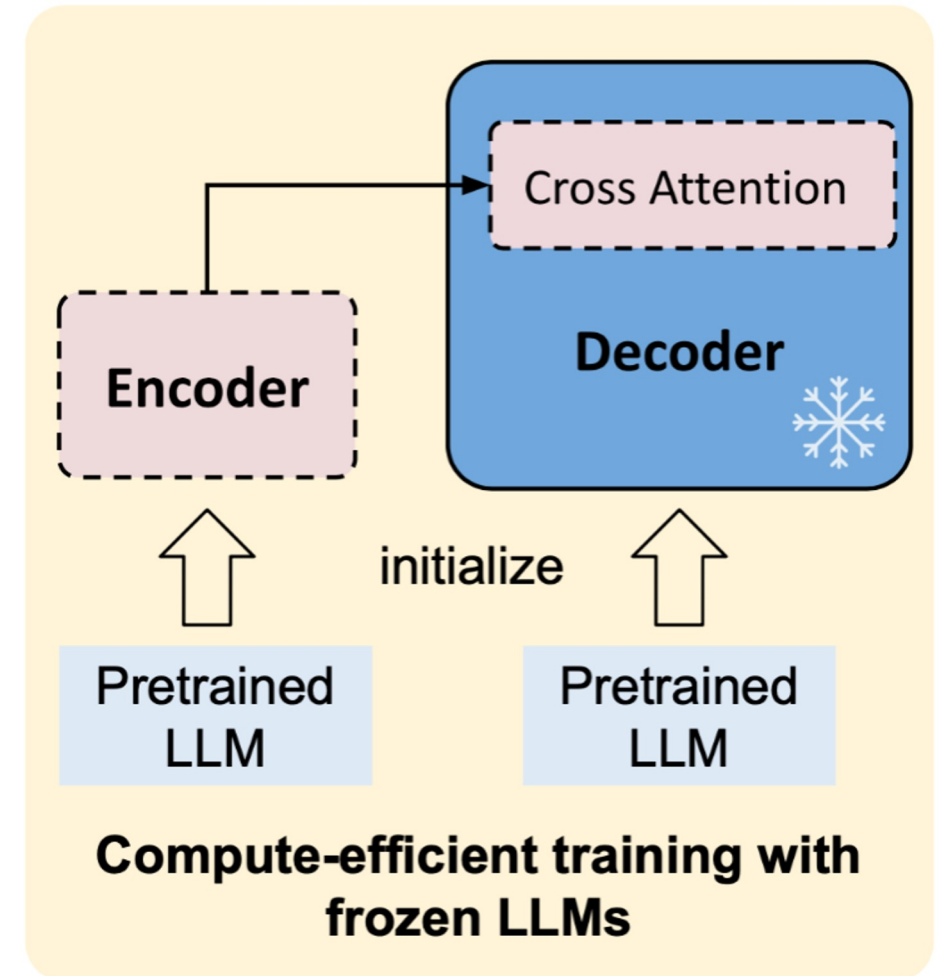 Cross Attention
Decoder
Encoder
initialize
Pretrained
LLM
Pretrained
LLM
Compute-efficient training with
frozen LLMs